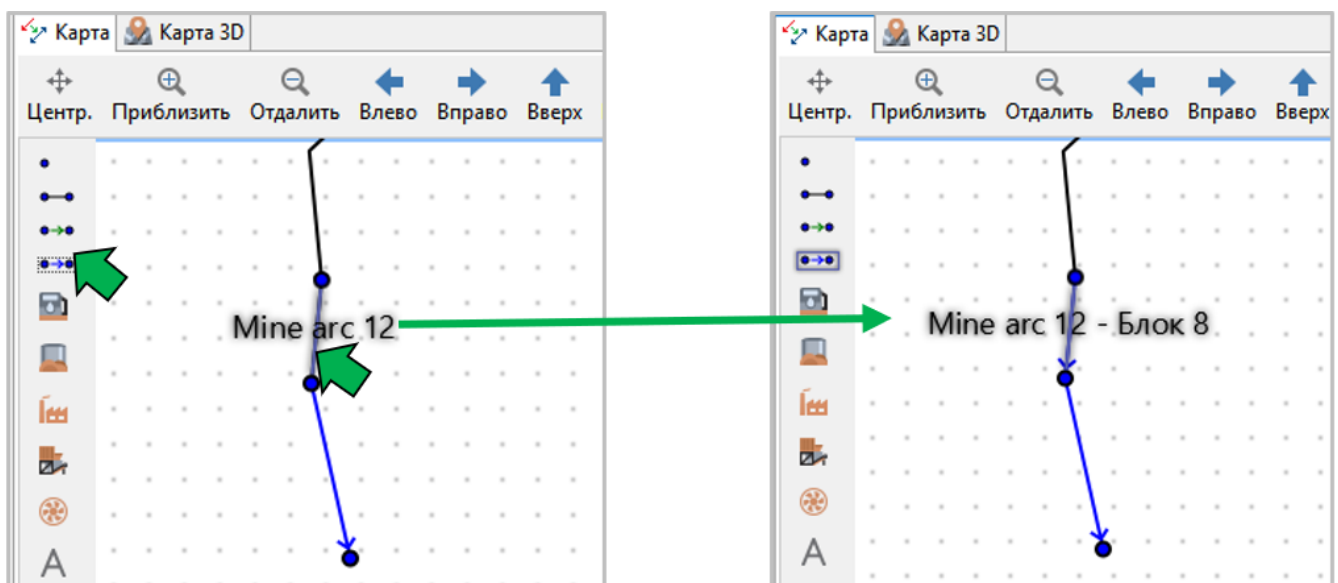 Карта Карта 3D
Центр. Приблизить Отдалить Влево Вправо Вверх
Mine arc 12
A
Карта Карта 3D
Центр. Приблизить Отдалить Влево Вправо Вверх
Mine arc 12 - Блок 8
A